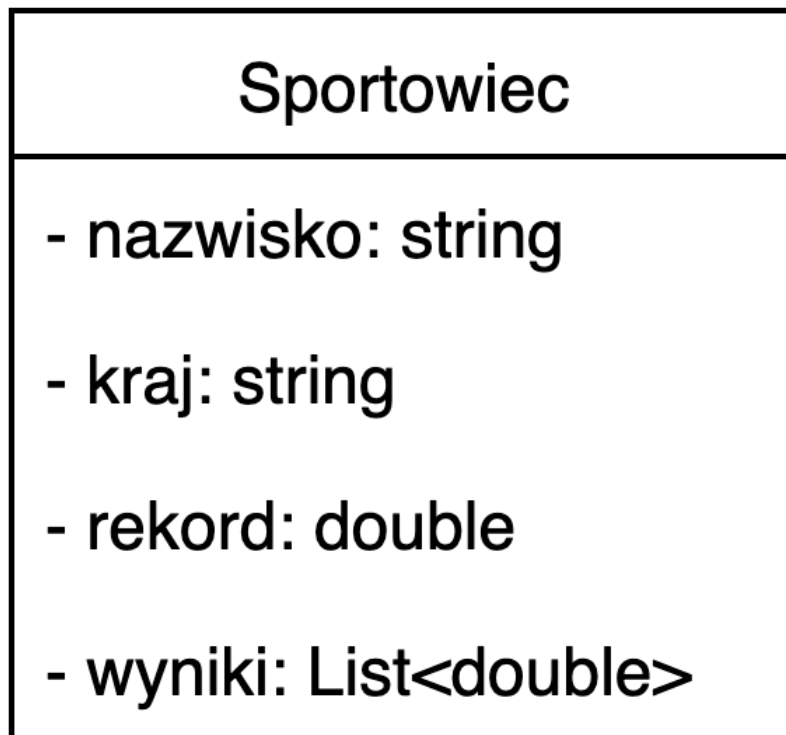 Sportowiec
- nazwisko: string
- kraj: string
- rekord: double
- wyniki: List<double>